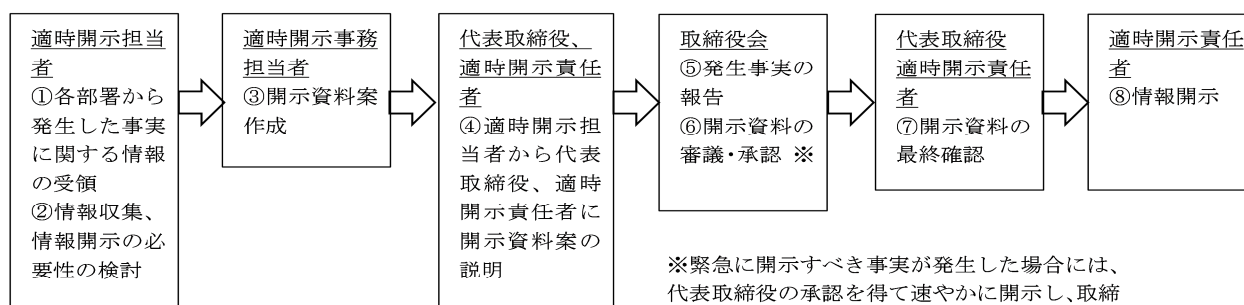 適時開示担当
者
①各部署から
発生した事実
に関する情報
の受領
②情報収集、
情報開示の必
要性の検討
適時開示事務
担当者
③開示資料案
作成
代表取締役、
適時開示責任
者
④適時開示担
当者から代表
取締役、適時
開示責任者に
開示資料案の
説明
取締役会
⑤発生事実の
報告
⑥開示資料の
審議・承認 ※
代表取締役
適時開示責任
者
⑦開示資料の
最終確認
適時開示責任
者
⑧情報開示
※緊急に開示すべき事実が発生した場合には、
代表取締役の承認を得て速やかに開示し、取締